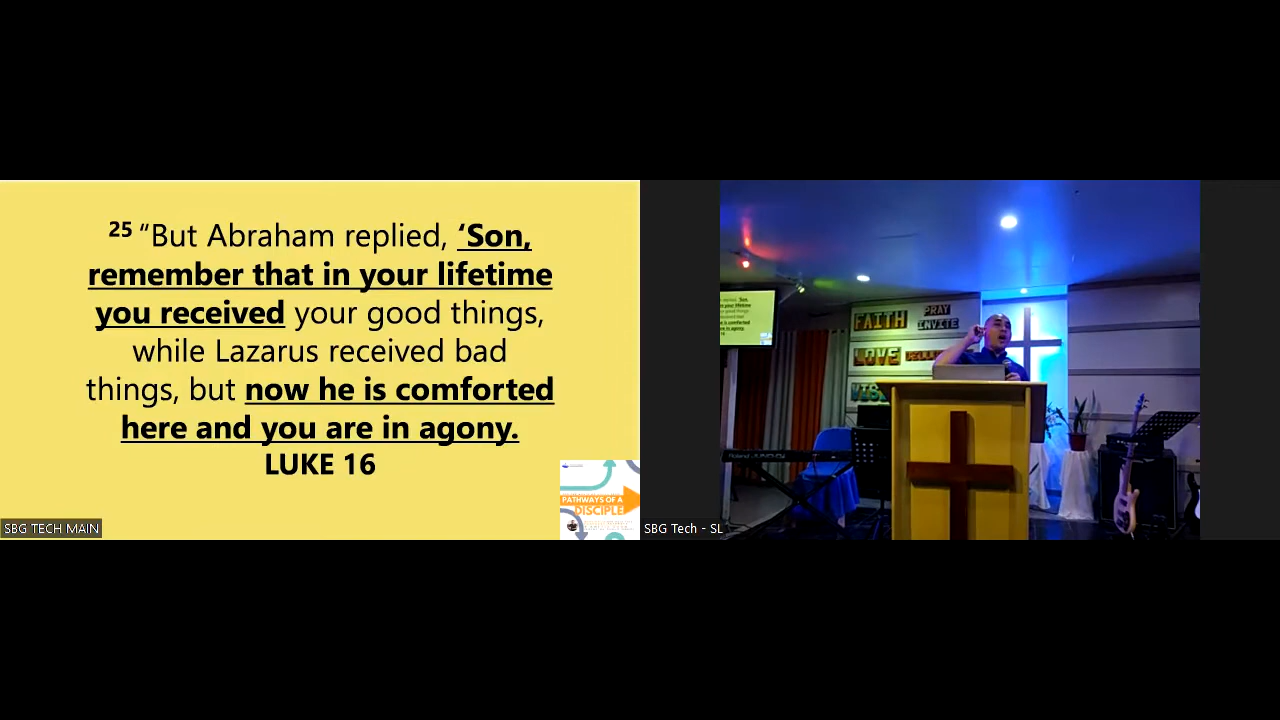 25 “But Abraham replied, ‘Son,
remember that in your lifetime
you received your good things,
while Lazarus received bad
things, but now he is comforted
here and you are in agony.
LUKE 16
PATHWAYS OF A
DISCIPLE
SBG TECH MAIN
FAITH
PRAY
INVITE
LOVE
SBG Tech - SL